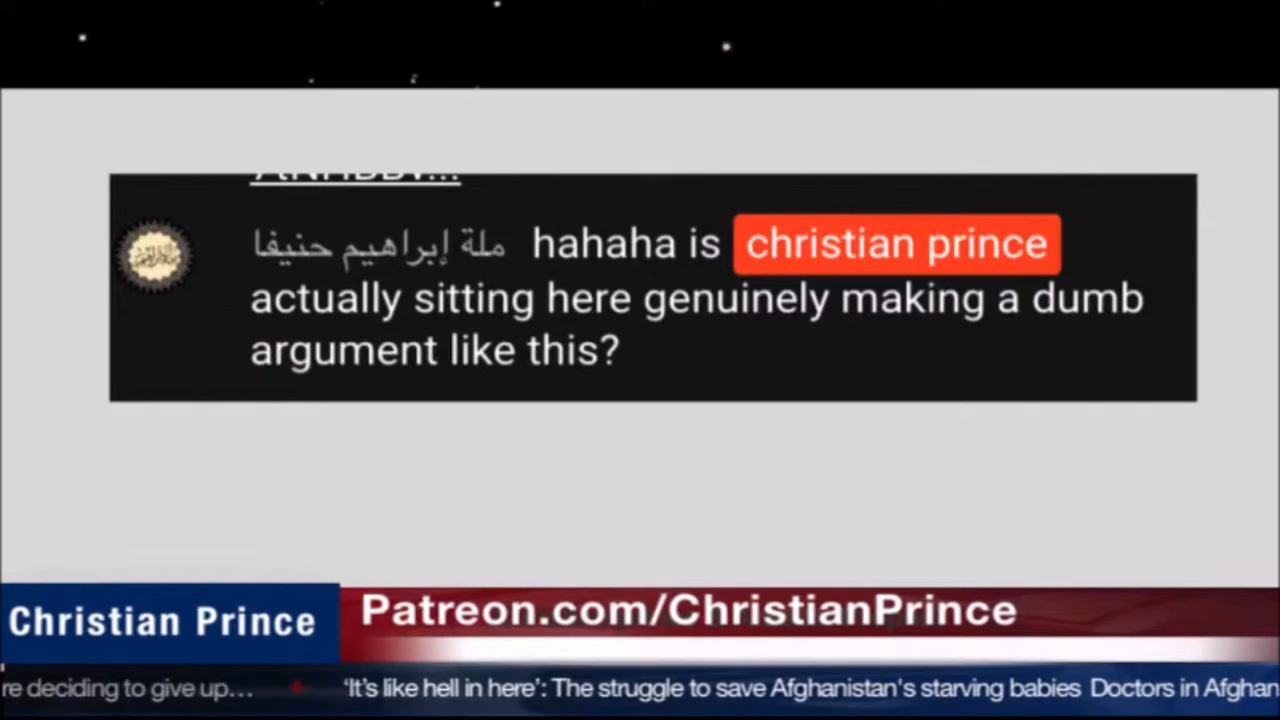 ملة إبراهيم حنيفا hahaha is christian prince
actually sitting here genuinely making a dumb
argument like this?
Christian Prince
Patreon.com/ChristianPrince
re deciding to give up... 'It's like hell in here': The struggle to save Afghanistan's starving babies Doctors in Afghan